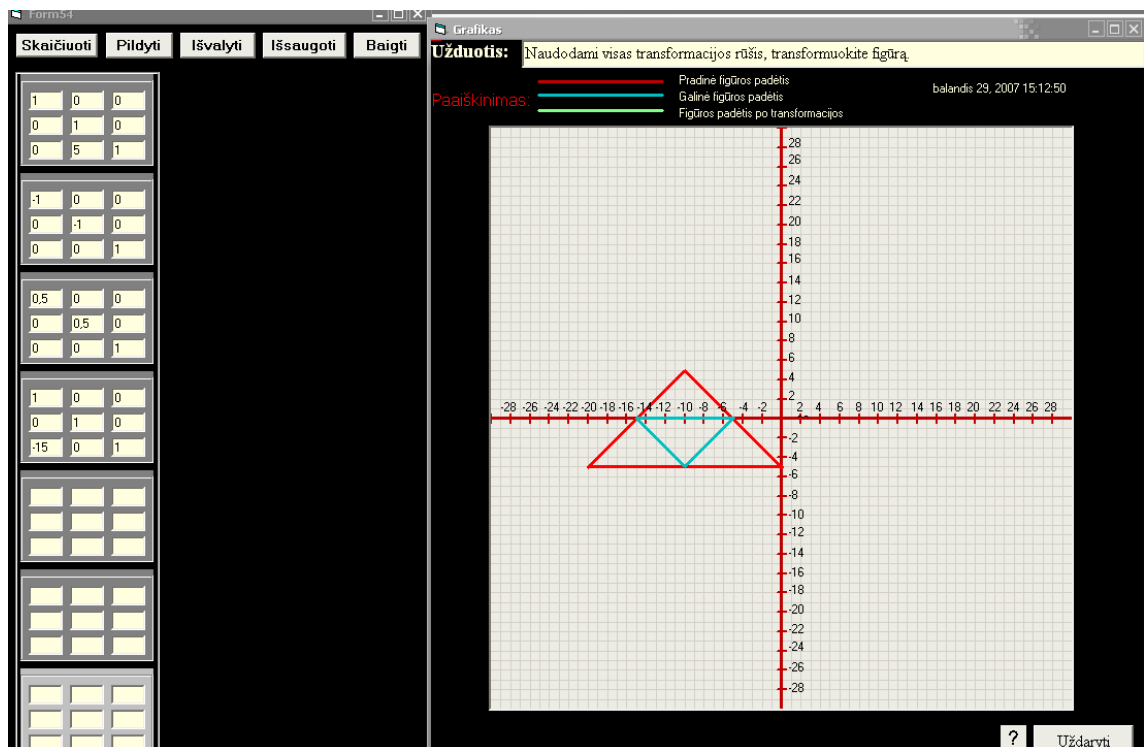 Form54
Skaičiuoti Pildyti Išvalyti Išsaugoti Baigti
1 0 0
0 1 0
0 5 1
-1 0 0
0 -1 0
0 0 1
0,5 0 0
0 0,5 0
0 0 1
1 0 0
0 1 0
-15 0 1
Grafikas
Užduotis: Naudodami visas transformacijos rūšis, transformuokite figūrą.
Paaiškinimas:
Pradinė figūros padėtis
Galinė figūros padėtis
Figūros padėtis po transformacijos
balandis 29, 2007 15:12:50
28
26
24
22
20
18
16
14
12
10
8
6
4
2
-28 -26 -24 -22 -20 -18 -16 -14 -12 -10 -8 -6 -4 -2 2 4 6 8 10 12 14 16 18 20 22 24 26 28
-2
-4
-6
-8
-10
-12
-14
-16
-18
-20
-22
-24
-26
-28
? Uždaryti